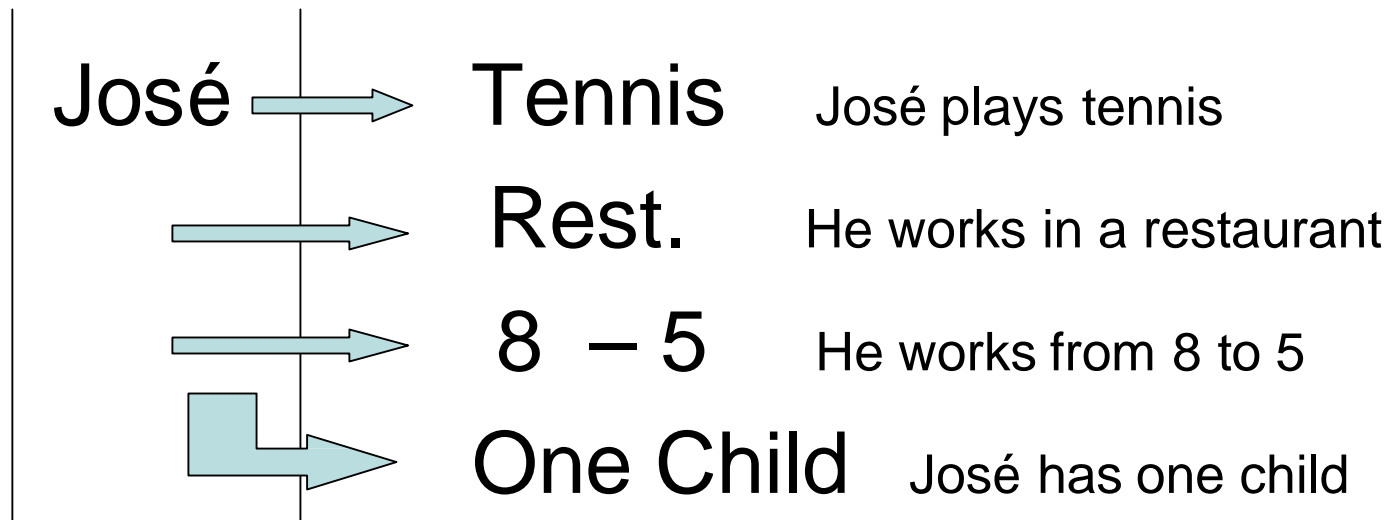 José Tennis José plays tennis
Rest. He works in a restaurant
8 – 5 He works from 8 to 5
One Child José has one child